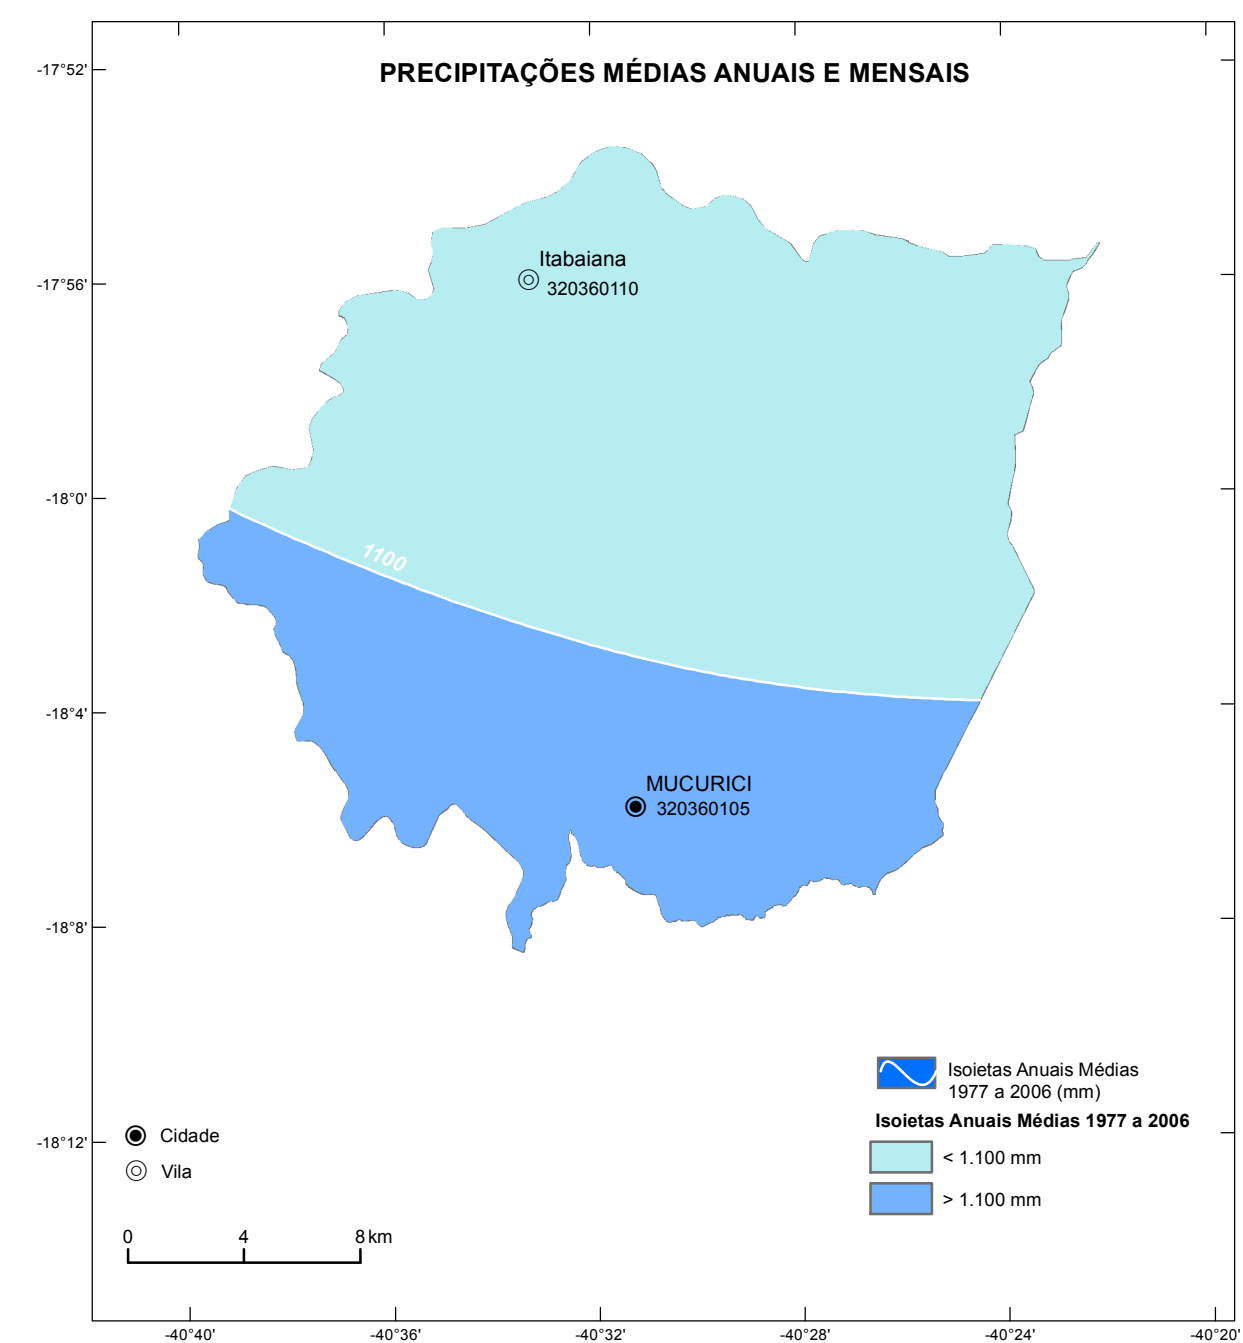 PRECIPITAÇÕES MÉDIAS ANUAIS E MENSAIS
-17°52'
Itabaiana
-17°56'
320360110
-18°0'
1100
-18°4'
MUCURICI
320360105
-18°8'
Isoietas Anuais Médias
1977 a 2006 (mm)
Isoietas Anuais Médias 1977 a 2006
-18°12'
Cidade
< 1.100 mm
Vila
> 1.100 mm
0 4 8 km
-40°40' -40°36' -40°32' -40°28' -40°24' -40°20'